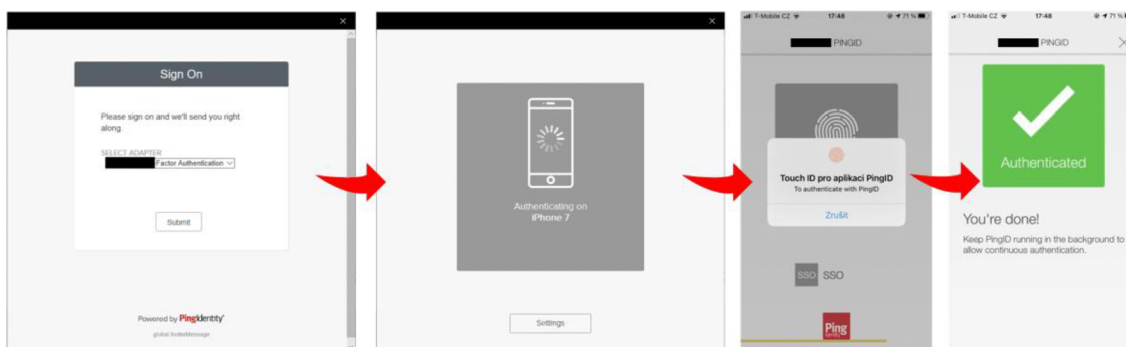 Sign On
Please sign on and we'll send you right
along.
SELECT ADAPTER
Factor Authentication
Submit
Powered by PingIdentity®
global.footerMessage
Authenticating on
iPhone 7
Settings
T-Mobile CZ 17:48 71 %
PINGID
Touch ID pro aplikaci PingID
To authenticate with PingID
Zrušit
SSO SSO
Ping
Identity
T-Mobile CZ 17:48 71 %
PINGID
Authenticated
You're done!
Keep PingID running in the background to
allow continuous authentication.